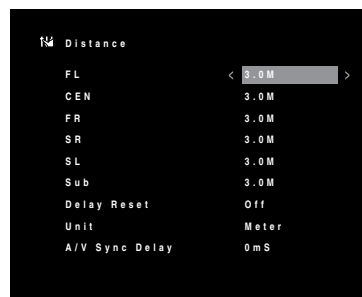 Distance
FL < 3.0M >
CEN 3.0M
FR 3.0M
SR 3.0M
SL 3.0M
Sub 3.0M
Delay Reset Off
Unit Meter
A/V Sync Delay 0mS